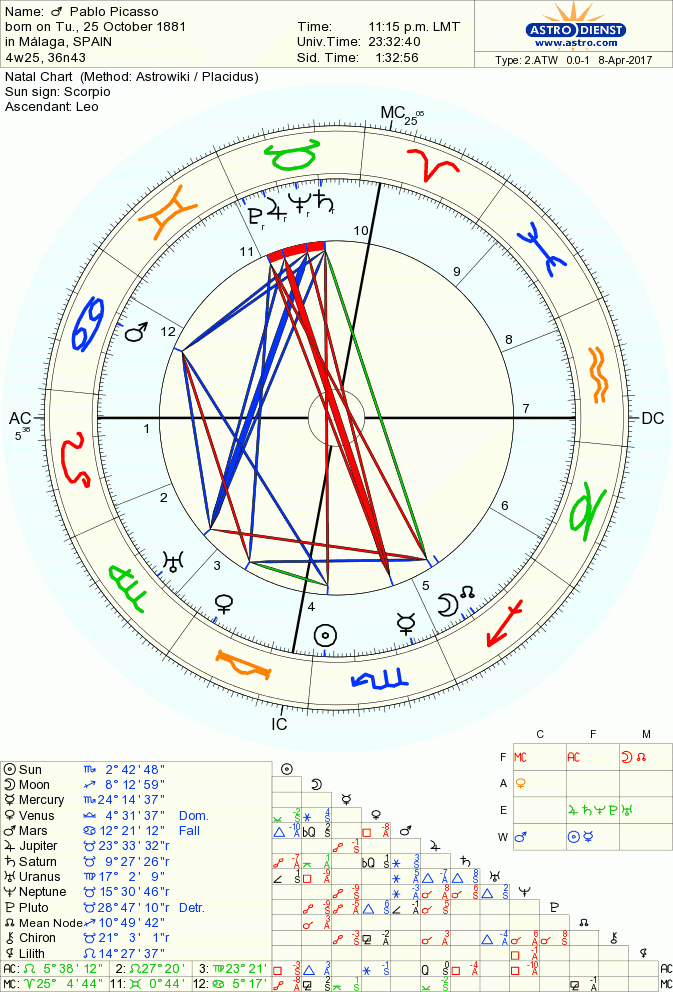 Name: ♂ Pablo Picasso
born on Tu., 25 October 1881
in Málaga, SPAIN
4w25, 36n43
Time: 11:15 p.m. LMT
Univ.Time: 23:32:40
Sid. Time: 1:32:56
ASTRO DIENST
www.astro.com
Type: 2.ATW 0.0-1 8-Apr-2017
Natal Chart (Method: Astrowiki / Placidus)
Sun sign: Scorpio
Ascendant: Leo
MC 25 05
10
11
9
12
8
AC 5 38
1
7
DC
2
6
3
4
5
IC
C F M
F MC AC ☽ ☊
A ♀
E ♃ ♄ ♆ ♇ ♅
W ♂ ☉ ☿
☉ Sun ♏ 2° 42' 48"
☽ Moon ♐ 8° 12' 59"
☿ Mercury ♏ 24° 14' 37"
♀ Venus ♎ 4° 31' 37" Dom.
♂ Mars ♋ 12° 21' 12" Fall
♃ Jupiter ♉ 23° 33' 32"r
♄ Saturn ♉ 9° 27' 26"r
♅ Uranus ♍ 17° 2' 9"
♆ Neptune ♉ 15° 30' 46"r
♇ Pluto ♉ 28° 47' 10"r Detr.
☊ Mean Node ♐ 10° 49' 42"
⚷ Chiron ♉ 21° 3' 1"r
Lilith ♌ 14° 27' 37"
AC: ♌ 5° 38' 12" 2: ♌ 27° 20' 3: ♍ 23° 21'
MC: ♈ 25° 4' 44" 11: ♊ 0° 44' 12: ♋ 5° 17'
AC
MC